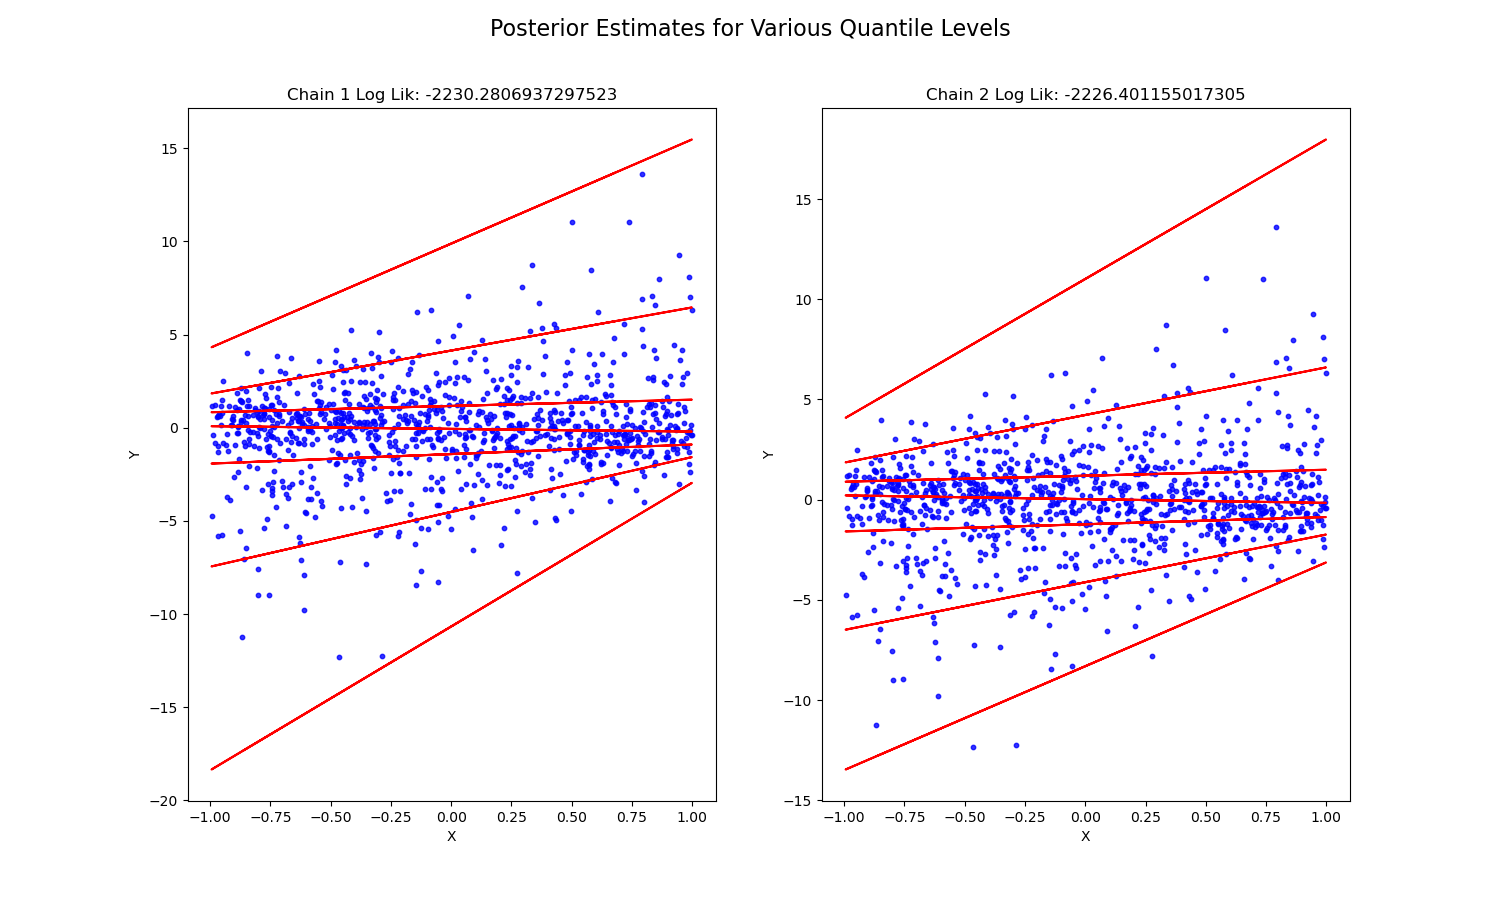 Posterior Estimates for Various Quantile Levels
Chain 1 Log Lik: -2230.2806937297523
15
10
5
0
−5
−10
−15
−20
Y
−1.00 −0.75 −0.50 −0.25 0.00 0.25 0.50 0.75 1.00
X
Chain 2 Log Lik: -2226.401155017305
15
10
5
0
−5
−10
−15
Y
−1.00 −0.75 −0.50 −0.25 0.00 0.25 0.50 0.75 1.00
X